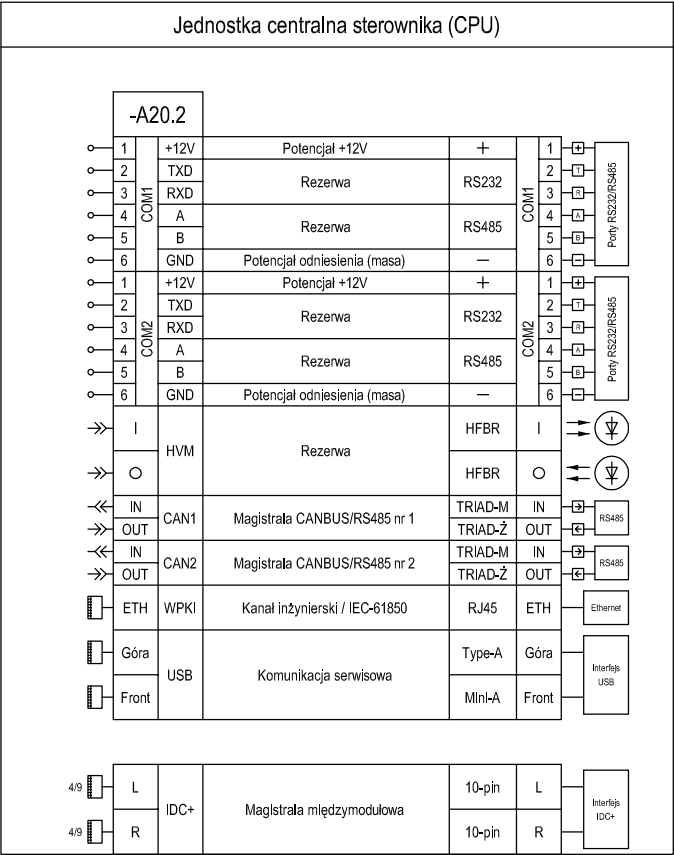 Jednostka centralna sterownika (CPU)
-A20.2
1 +12V Potencjał +12V + 1 +
2 TXD Rezerwa RS232 2 T
3 RXD 3 R
COM1 COM1 Porty RS232/RS485
4 A Rezerwa RS485 4 A
5 B 5 B
6 GND Potencjał odniesienia (masa) — 6 −
1 +12V Potencjał +12V + 1 +
2 TXD Rezerwa RS232 2 T
3 RXD 3 R
COM2 COM2 Porty RS232/RS485
4 A Rezerwa RS485 4 A
5 B 5 B
6 GND Potencjał odniesienia (masa) — 6 −
I HFBR I
HVM Rezerwa
O HFBR O
IN TRIAD-M IN
CAN1 Magistrala CANBUS/RS485 nr 1 RS485
OUT TRIAD-Ż OUT
IN TRIAD-M IN
CAN2 Magistrala CANBUS/RS485 nr 2 RS485
OUT TRIAD-Ż OUT
ETH WPKI Kanał inżynierski / IEC-61850 RJ45 ETH Ethernet
Góra Type-A Góra
USB Komunikacja serwisowa Interfejs
USB
Front MInI-A Front
4/9 L 10-pin L
IDC+ Magistrala międzymodułowa Interfejs
IDC+
4/9 R 10-pin R